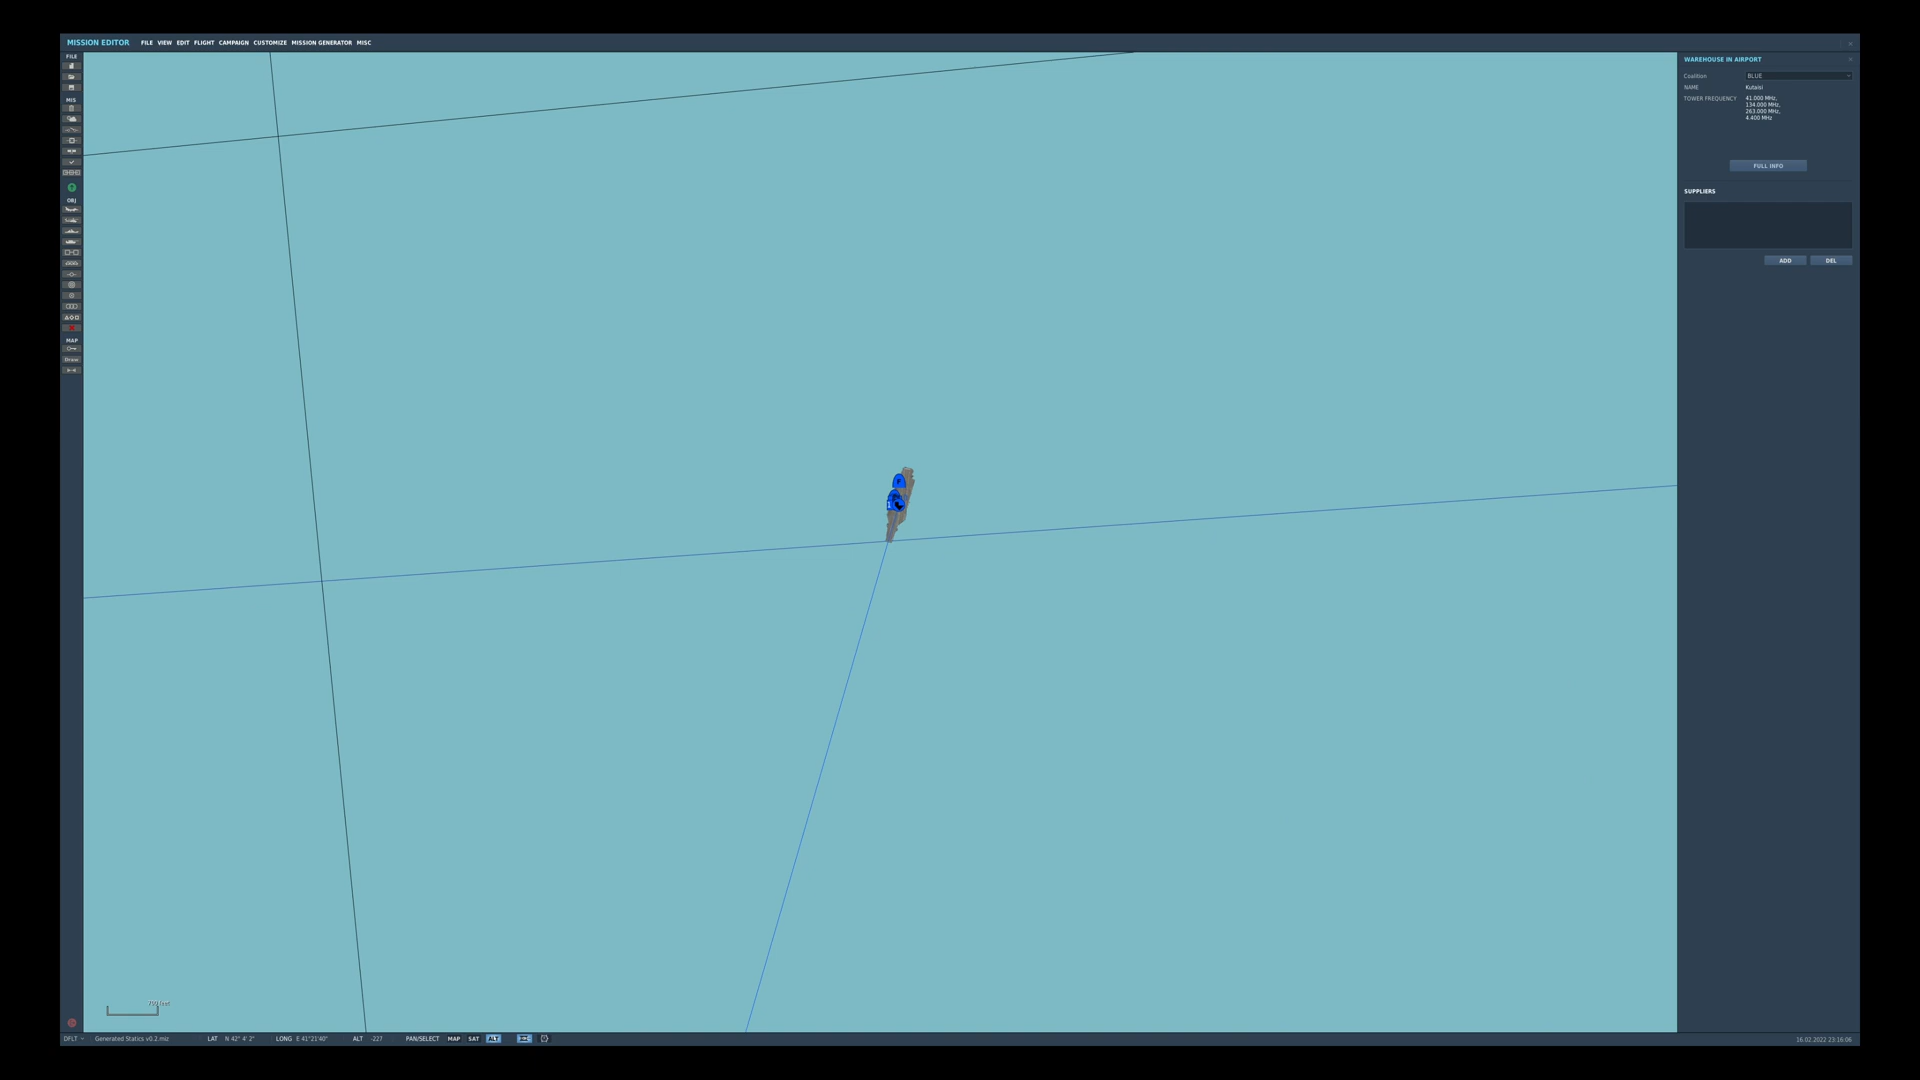 MISSION EDITOR FILE VIEW EDIT FLIGHT CAMPAIGN CUSTOMIZE MISSION GENERATOR MISC
FILE
MIS
OBJ
MAP
Draw
WAREHOUSE IN AIRPORT
Coalition BLUE
NAME Kutaisi
TOWER FREQUENCY 41.000 MHz,
134.000 MHz,
263.000 MHz,
4.400 MHz
FULL INFO
SUPPLIERS
ADD DEL
F
700 feet
DFLT Generated Statics v0.2.miz LAT N 42° 4' 2" LONG E 41°21'40" ALT -227 PAN/SELECT MAP SAT ALT 16.02.2022 23:16:06